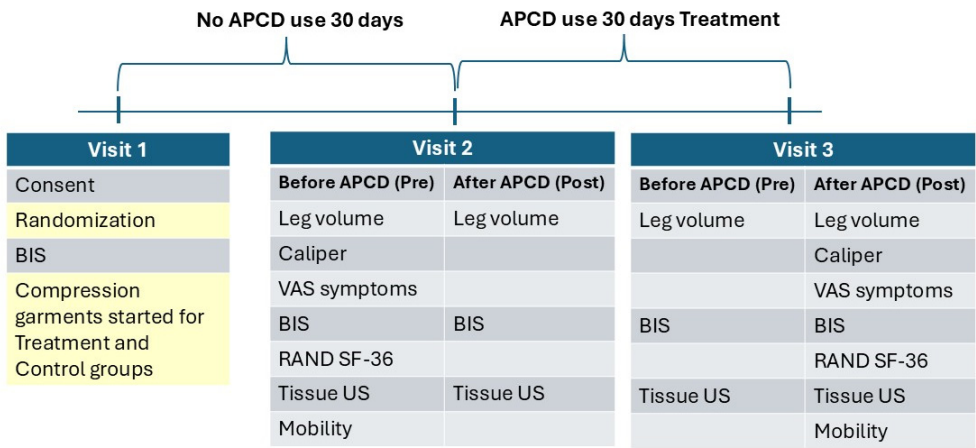 No APCD use 30 days
APCD use 30 days Treatment
Visit 1
Consent
Randomization
BIS
Compression
garments started for
Treatment and
Control groups
Visit 2
Before APCD (Pre) After APCD (Post)
Leg volume Leg volume
Caliper
VAS symptoms
BIS BIS
RAND SF-36
Tissue US Tissue US
Mobility
Visit 3
Before APCD (Pre) After APCD (Post)
Leg volume Leg volume
Caliper
VAS symptoms
BIS BIS
RAND SF-36
Tissue US Tissue US
Mobility